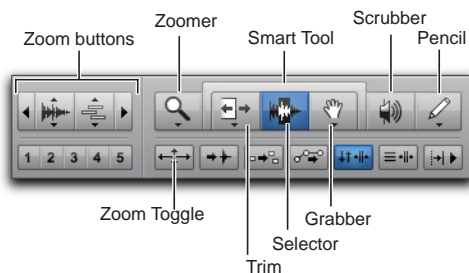 Scrubber
Zoomer
Zoom buttons
Smart Tool
Pencil
1 2 3 4 5
Zoom Toggle
Grabber
Selector
Trim